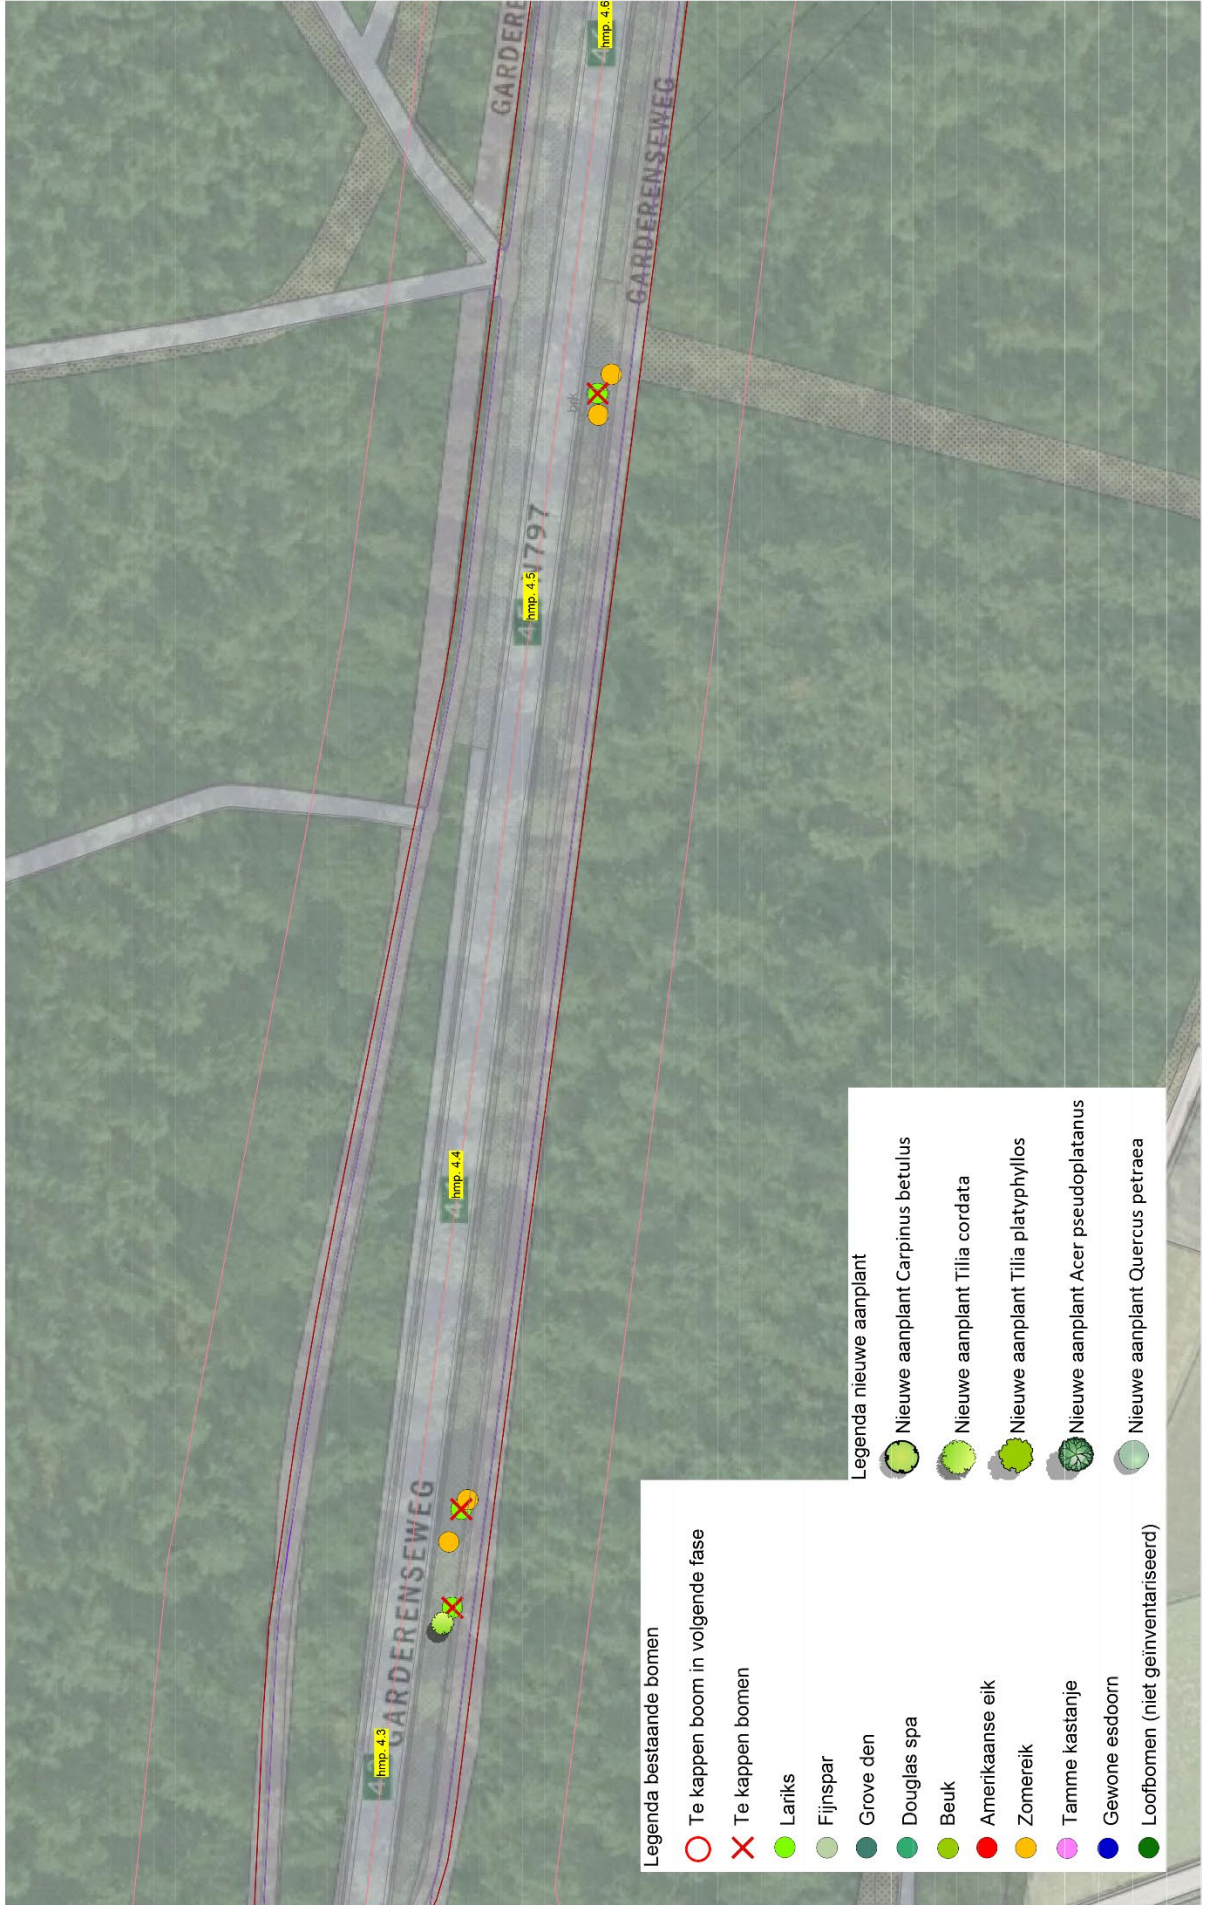 GARDERENSEWEG
hmp. 4.3
hmp. 4.4
hmp. 4.5
N797
brk
GARDERENSEWEG
GARDERE
hmp. 4.6
Legenda bestaande bomen
Te kappen boom in volgende fase
Te kappen bomen
Lariks
Fijnspar
Grove den
Douglas spa
Beuk
Amerikaanse eik
Zomereik
Tamme kastanje
Gewone esdoorn
Loofbomen (niet geïnventariseerd)
Legenda nieuwe aanplant
Nieuwe aanplant Carpinus betulus
Nieuwe aanplant Tilia cordata
Nieuwe aanplant Tilia platyphyllos
Nieuwe aanplant Acer pseudoplatanus
Nieuwe aanplant Quercus petraea